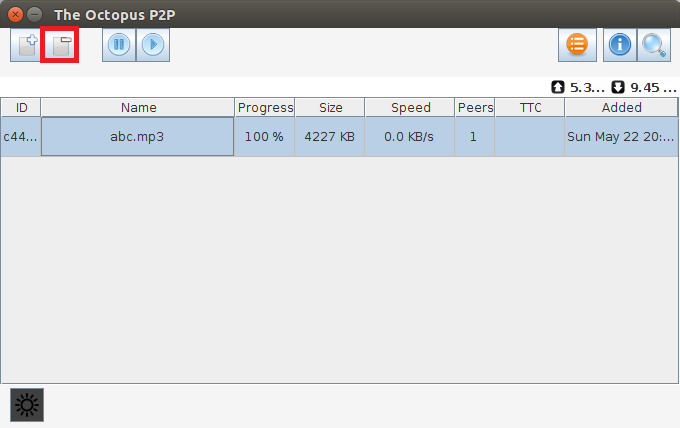 The Octopus P2P
5.3... 9.45 ...
ID Name Progress Size Speed Peers TTC Added
c44... abc.mp3 100 % 4227 KB 0.0 KB/s 1 Sun May 22 20:...